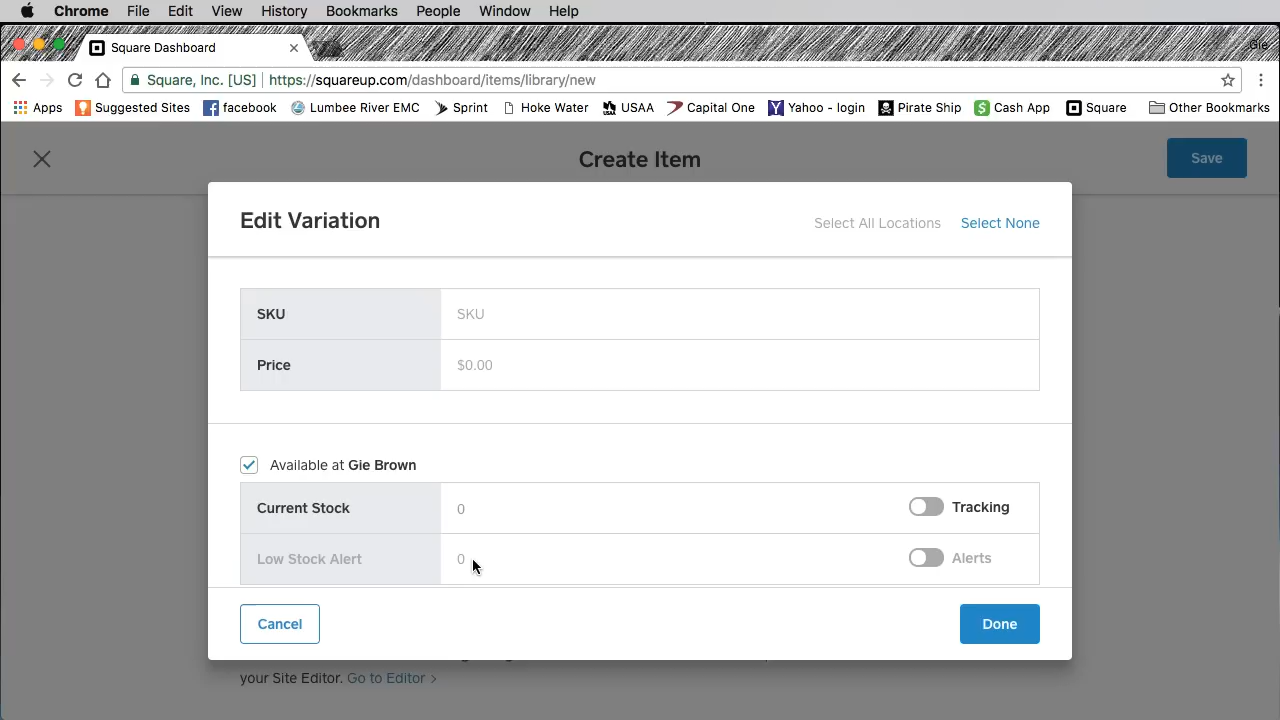 Chrome File Edit View History Bookmarks People Window Help
Square Dashboard
Gie
Square, Inc. [US] https://squareup.com/dashboard/items/library/new
Apps Suggested Sites facebook Lumbee River EMC Sprint Hoke Water USAA Capital One Yahoo - login Pirate Ship Cash App Square Other Bookmarks
Create Item Save
Edit Variation Select All Locations Select None
SKU SKU
Price $0.00
Available at Gie Brown
Current Stock 0 Tracking
Low Stock Alert 0 Alerts
Cancel Done
your Site Editor. Go to Editor >